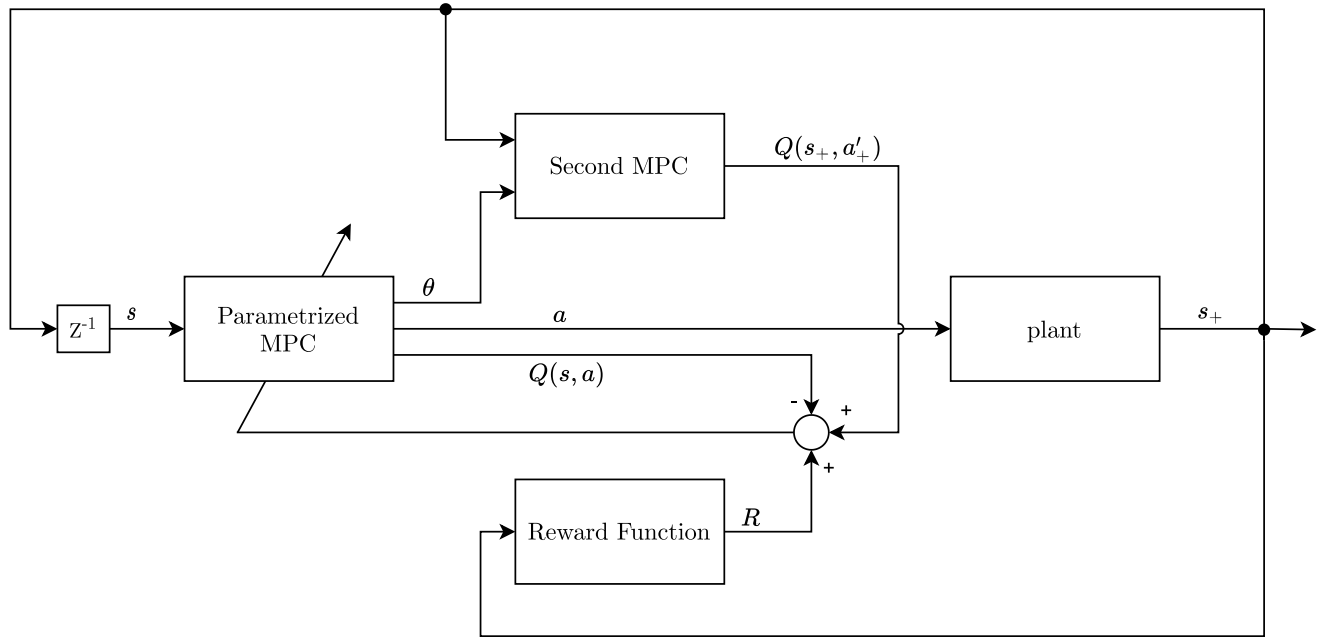 Second MPC
Q(s₊, a′₊)
θ
Z⁻¹
s
Parametrized
MPC
a
plant
s₊
Q(s, a)
-
+
+
Reward Function
R